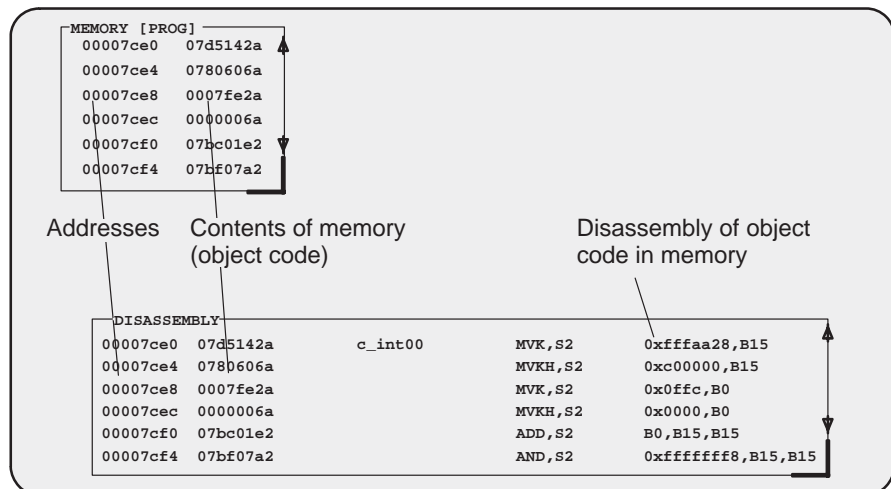 MEMORY [PROG]
00007ce0 07d5142a
00007ce4 0780606a
00007ce8 0007fe2a
00007cec 0000006a
00007cf0 07bc01e2
00007cf4 07bf07a2
Addresses Contents of memory (object code) Disassembly of object code in memory
DISASSEMBLY
00007ce0 07d5142a c_int00 MVK,S2 0xfffaa28,B15
00007ce4 0780606a MVKH,S2 0xc00000,B15
00007ce8 0007fe2a MVK,S2 0x0ffc,B0
00007cec 0000006a MVKH,S2 0x0000,B0
00007cf0 07bc01e2 ADD,S2 B0,B15,B15
00007cf4 07bf07a2 AND,S2 0xfffffff8,B15,B15